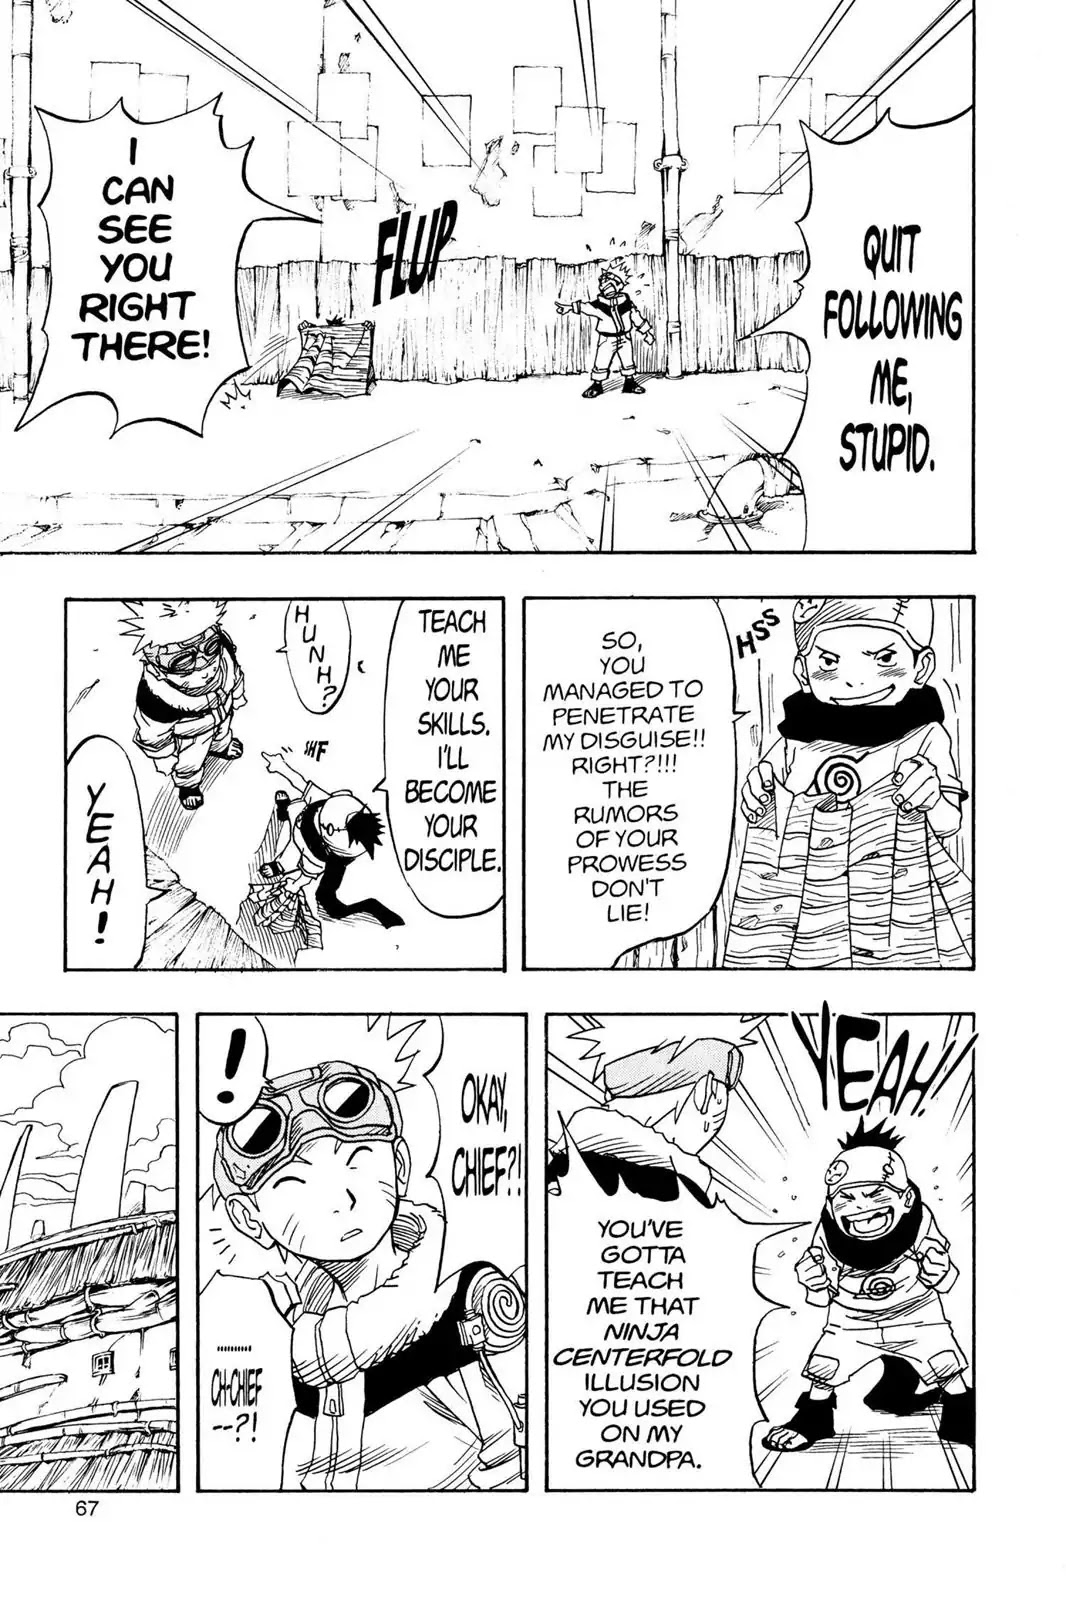 QUIT
FOLLOWING
ME,
STUPID.
FLUP
I
CAN
SEE
YOU
RIGHT
THERE!
HSS
SO,
YOU
MANAGED TO
PENETRATE
MY DISGUISE!!
RIGHT?!!!
THE
RUMORS
OF YOUR
PROWESS
DON'T
LIE!
TEACH
ME
YOUR
SKILLS.
I'LL
BECOME
YOUR
DISCIPLE.
SHF
HUNH?
YEAH!
YEAH!
YOU'VE
GOTTA
TEACH
ME THAT
NINJA
CENTERFOLD
ILLUSION
YOU USED
ON MY
GRANDPA.
OKAY,
CHIEF?!
!
..........
CH-CHIEF
--?!
67